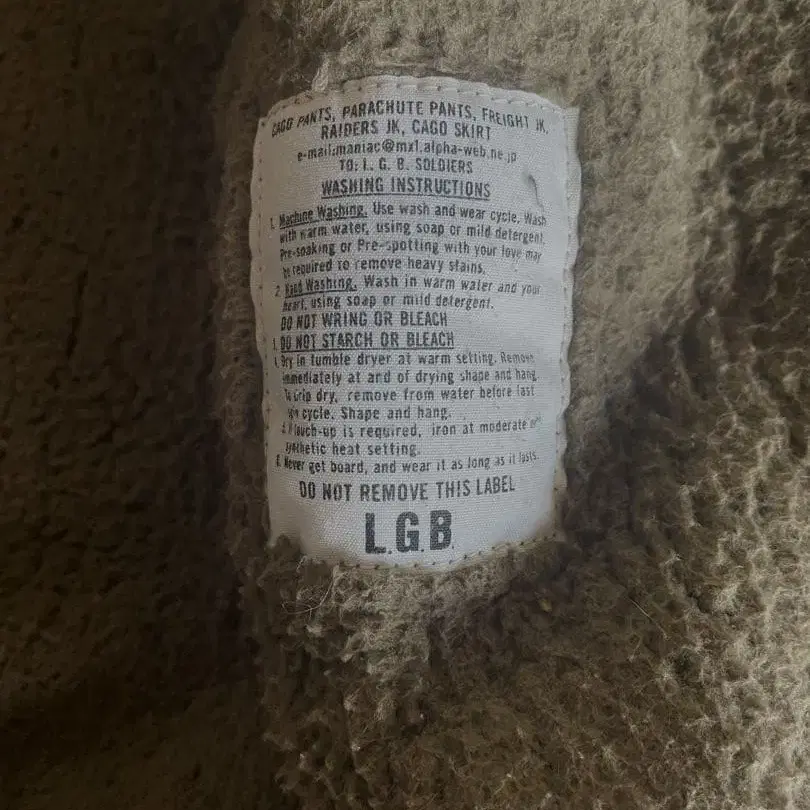 CAGO PANTS, PARACHUTE PANTS, FREIGHT JK,
RAIDERS JK, CAGO SKIRT
e-mail:maniac@mx1.alpha-web.ne.jp
TO: L. G. B. SOLDIERS
WASHING INSTRUCTIONS
1. Machine Washing. Use wash and wear cycle. Wash
with warm water, using soap or mild detergent.
Pre-soaking or Pre-spotting with your love may
be required to remove heavy stains.
2. Hand Washing. Wash in warm water and your
heart, using soap or mild detergent.
DO NOT WRING OR BLEACH
DO NOT STARCH OR BLEACH
Dry in tumble dryer at warm setting. Remove
immediately at and of drying shape and hang.
To Grip dry, remove from water before last
cycle. Shape and hang.
If touch-up is required, iron at moderate or
synthetic heat setting.
Never get board, and wear it as long as it lasts.
DO NOT REMOVE THIS LABEL
L.G.B.